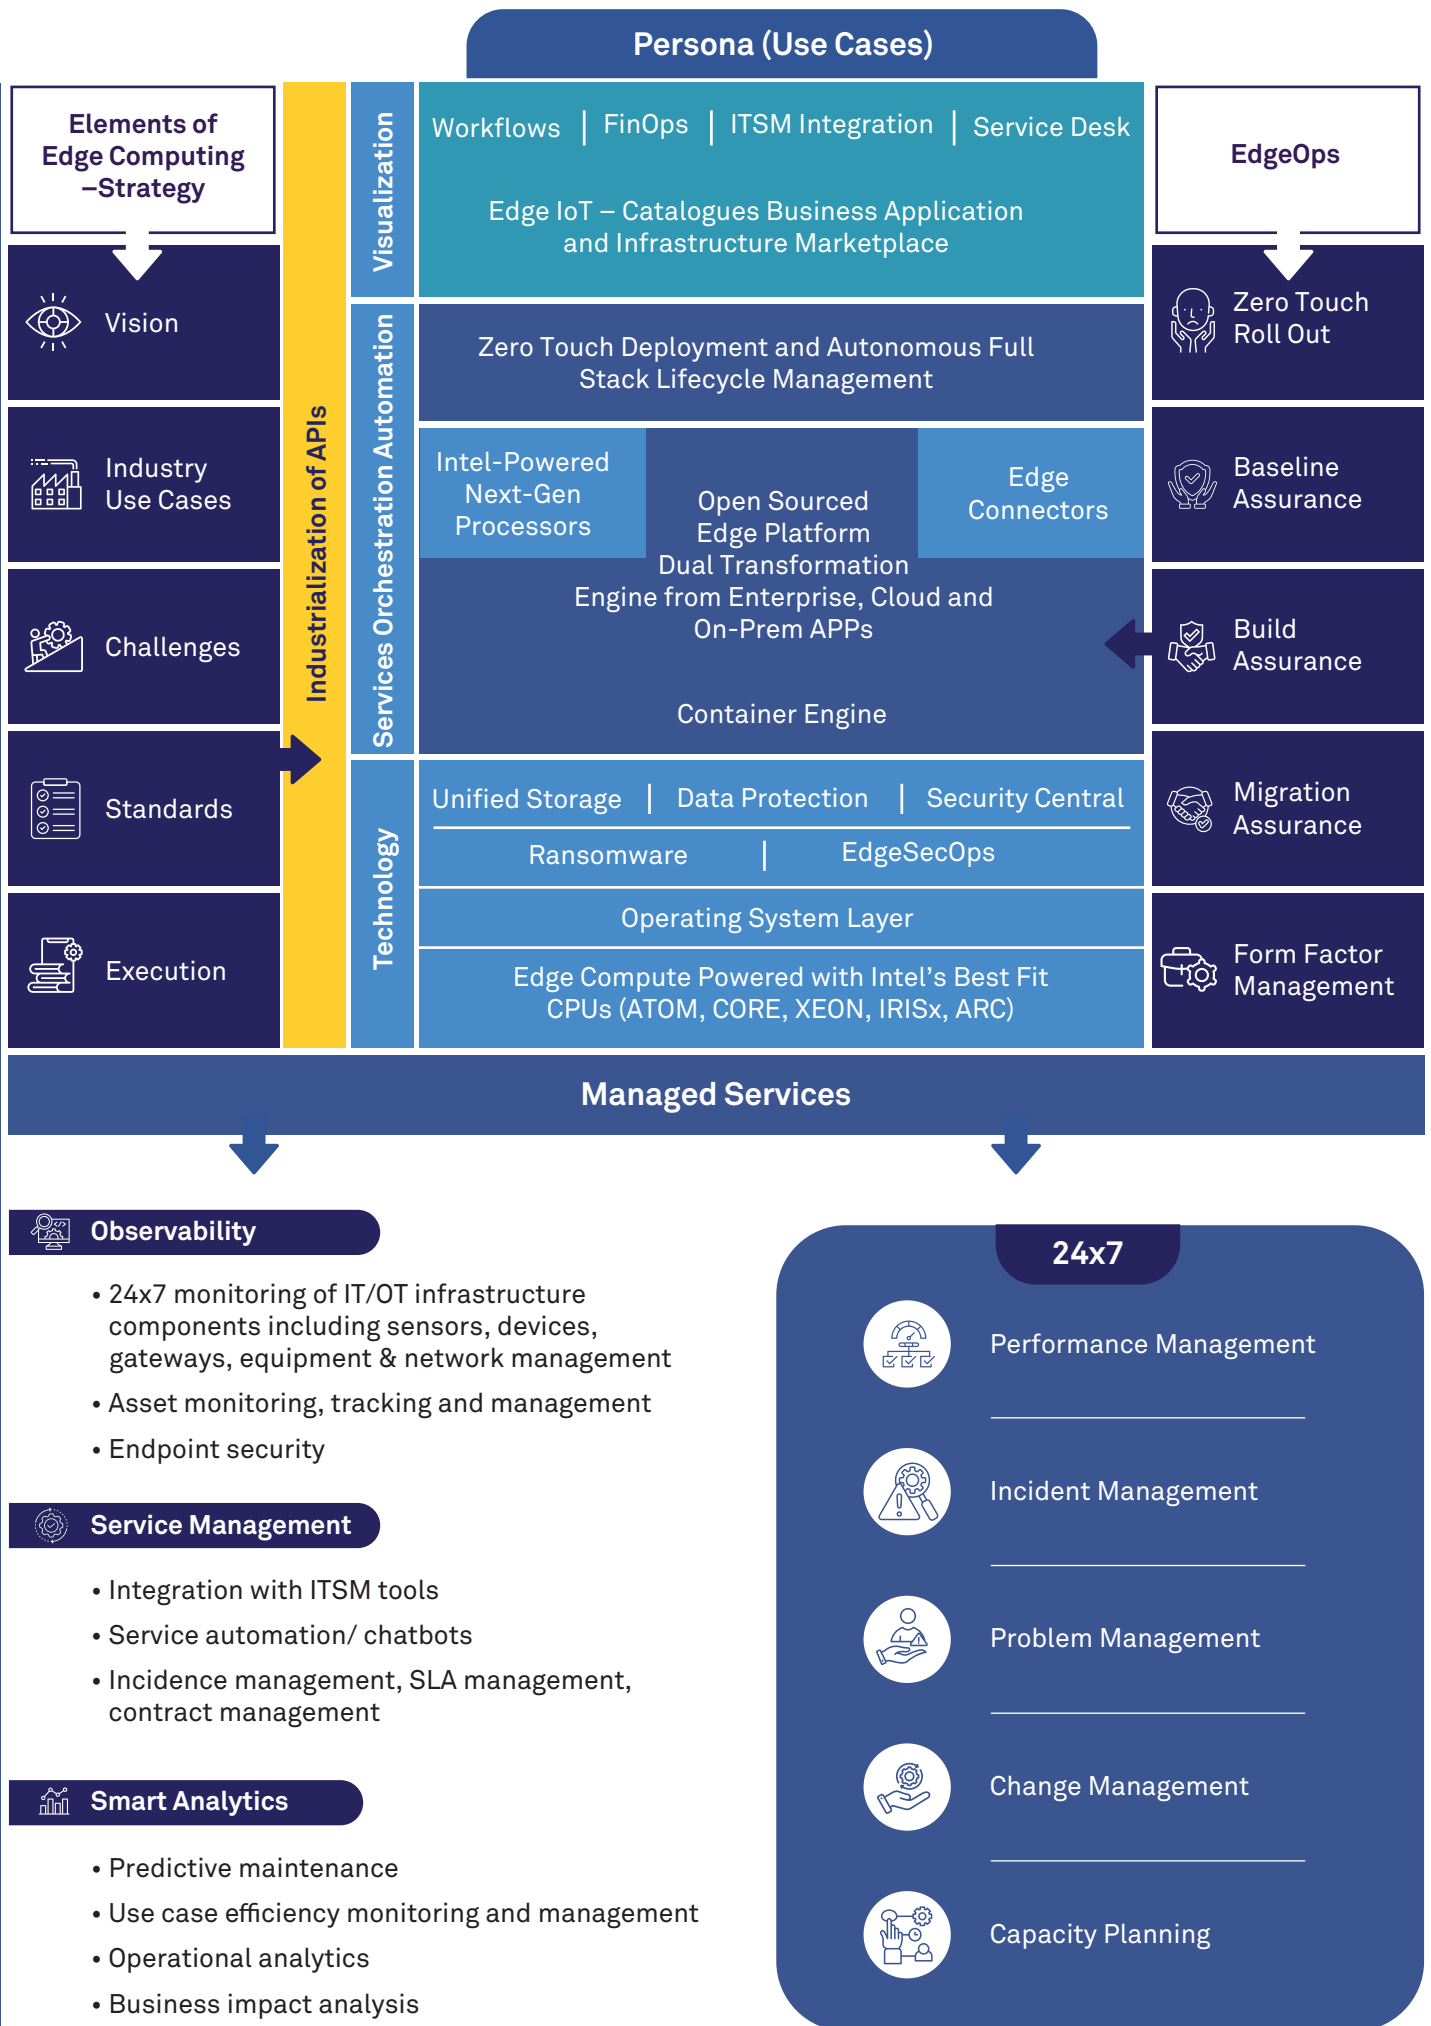 Persona (Use Cases)
Elements of
Edge Computing
–Strategy
Vision
Industry
Use Cases
Challenges
Standards
Execution
Industrialization of APIs
Visualization
Workflows | FinOps | ITSM Integration | Service Desk
Edge IoT – Catalogues Business Application
and Infrastructure Marketplace
Services Orchestration Automation
Zero Touch Deployment and Autonomous Full
Stack Lifecycle Management
Intel-Powered
Next-Gen
Processors
Open Sourced
Edge Platform
Dual Transformation
Engine from Enterprise, Cloud and
On-Prem APPs
Edge
Connectors
Container Engine
Technology
Unified Storage | Data Protection | Security Central
Ransomware | EdgeSecOps
Operating System Layer
Edge Compute Powered with Intel's Best Fit
CPUs (ATOM, CORE, XEON, IRISx, ARC)
EdgeOps
Zero Touch
Roll Out
Baseline
Assurance
Build
Assurance
Migration
Assurance
Form Factor
Management
Managed Services
Observability
• 24x7 monitoring of IT/OT infrastructure
components including sensors, devices,
gateways, equipment & network management
• Asset monitoring, tracking and management
• Endpoint security
Service Management
• Integration with ITSM tools
• Service automation/ chatbots
• Incidence management, SLA management,
contract management
Smart Analytics
• Predictive maintenance
• Use case efficiency monitoring and management
• Operational analytics
• Business impact analysis
24x7
Performance Management
Incident Management
Problem Management
Change Management
Capacity Planning